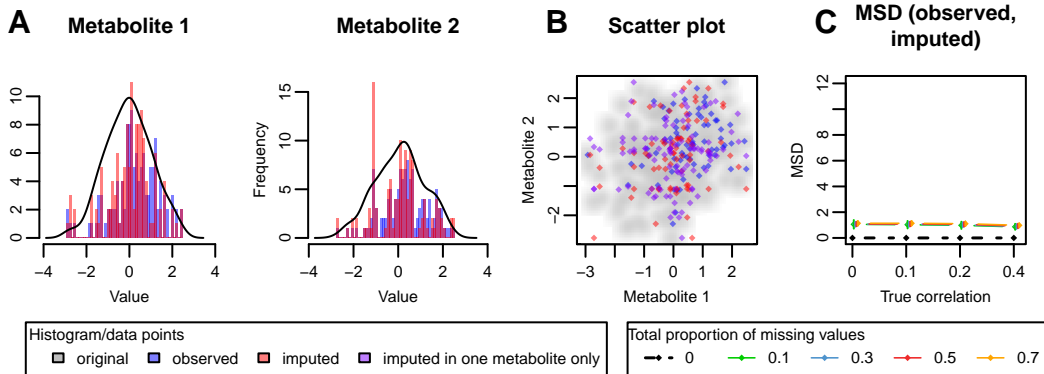 A
Metabolite 1
Metabolite 2
B
Scatter plot
C
MSD (observed,
imputed)
0 2 4 6 8 10
−4 −2 0 2 4
Value
Frequency
0 5 10 15
−4 −2 0 2 4
Value
Metabolite 2
−2 0 1 2
−3 −1 0 1 2
Metabolite 1
MSD
0 2 4 8 12
0 0.1 0.2 0.4
True correlation
Histogram/data points
original observed imputed imputed in one metabolite only
Total proportion of missing values
0 0.1 0.3 0.5 0.7